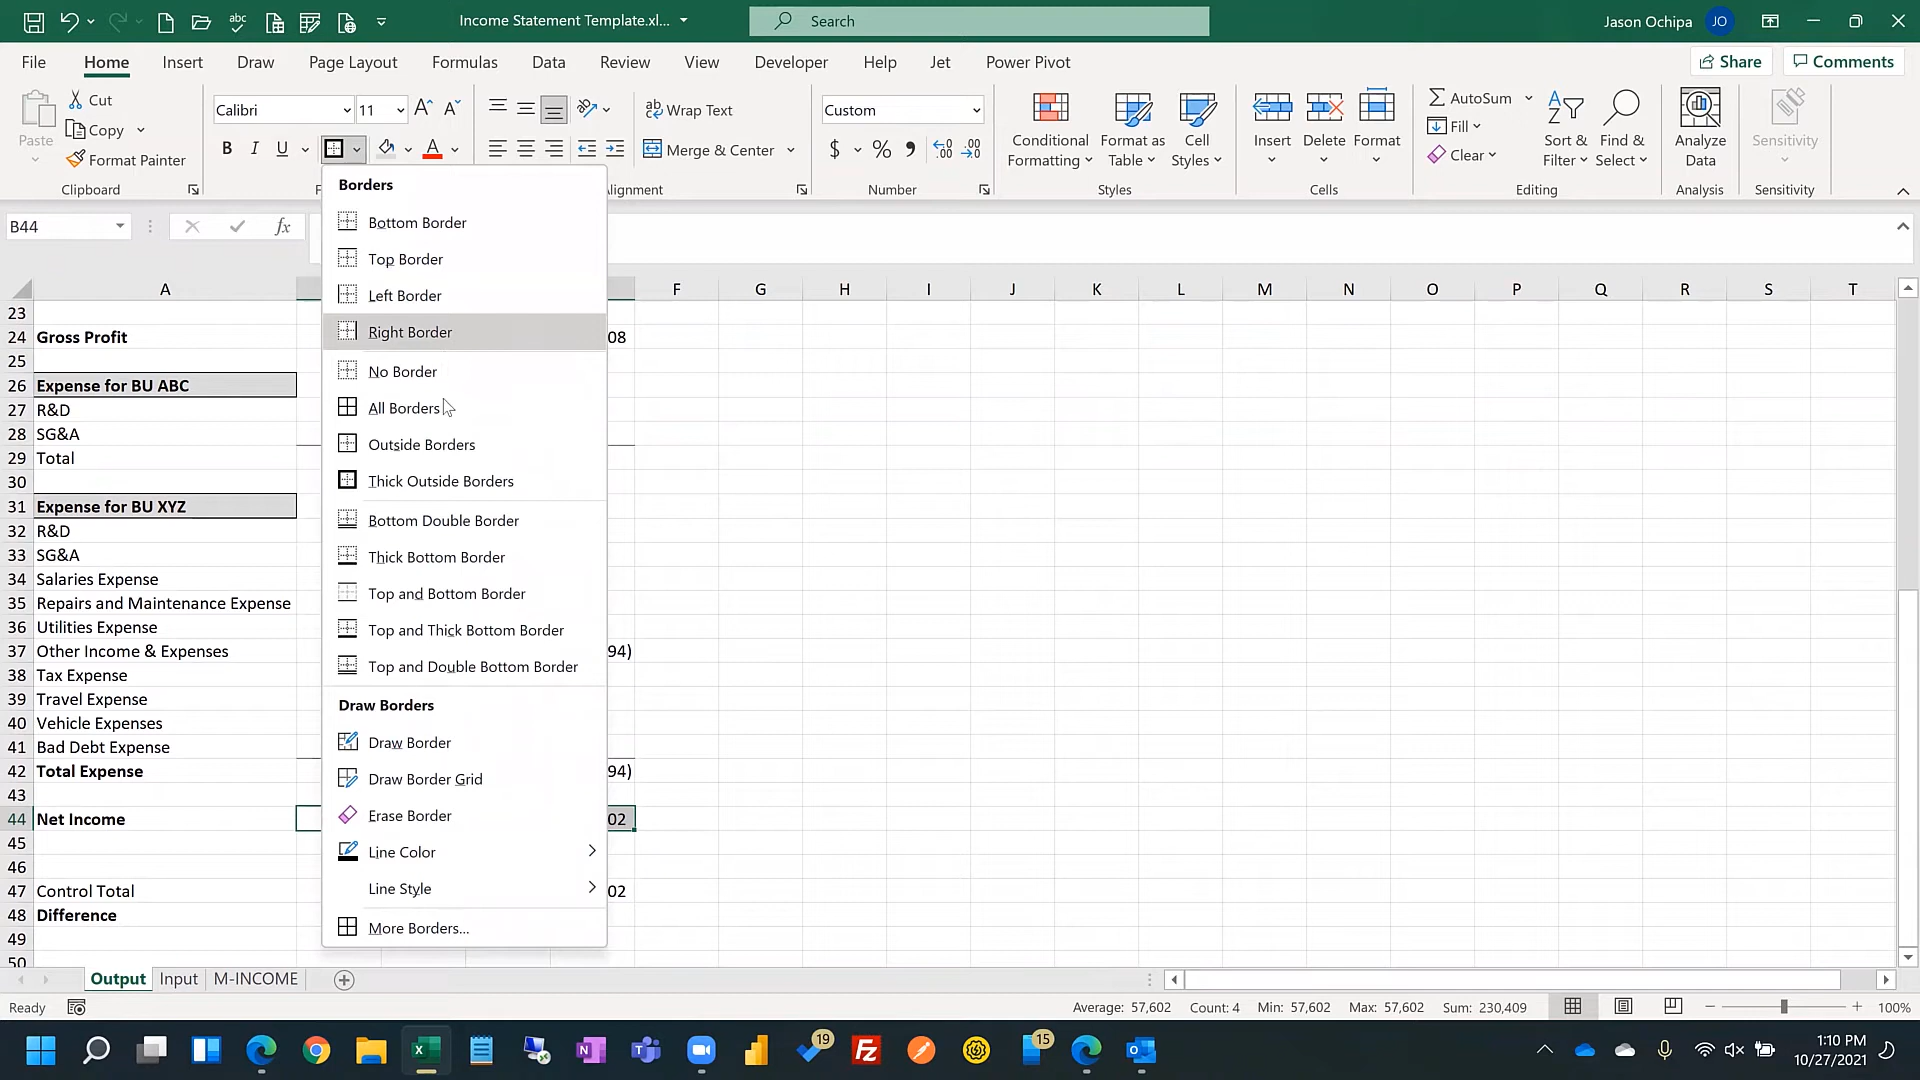 Income Statement Template.xl...
Search
Jason Ochipa
JO
File Home Insert Draw Page Layout Formulas Data Review View Developer Help Jet Power Pivot
Share
Comments
Paste
Cut
Copy
Format Painter
Clipboard
Calibri
11
B I U
F
Wrap Text
Merge & Center
lignment
Custom
$ % 9
Number
Conditional Formatting
Format as Table
Cell Styles
Styles
Insert
Delete
Format
Cells
AutoSum
Fill
Clear
Sort & Filter
Find & Select
Editing
Analyze Data
Analysis
Sensitivity
Sensitivity
B44
fx
A F G H I J K L M N O P Q R S T
23
24 Gross Profit 08
25
26 Expense for BU ABC
27 R&D
28 SG&A
29 Total
30
31 Expense for BU XYZ
32 R&D
33 SG&A
34 Salaries Expense
35 Repairs and Maintenance Expense
36 Utilities Expense
37 Other Income & Expenses 94)
38 Tax Expense
39 Travel Expense
40 Vehicle Expenses
41 Bad Debt Expense
42 Total Expense 94)
43
44 Net Income 02
45
46
47 Control Total 02
48 Difference
49
50
Borders
Bottom Border
Top Border
Left Border
Right Border
No Border
All Borders
Outside Borders
Thick Outside Borders
Bottom Double Border
Thick Bottom Border
Top and Bottom Border
Top and Thick Bottom Border
Top and Double Bottom Border
Draw Borders
Draw Border
Draw Border Grid
Erase Border
Line Color
Line Style
More Borders...
Output Input M-INCOME
Ready
Average: 57,602 Count: 4 Min: 57,602 Max: 57,602 Sum: 230,409
100%
19
15
1:10 PM
10/27/2021